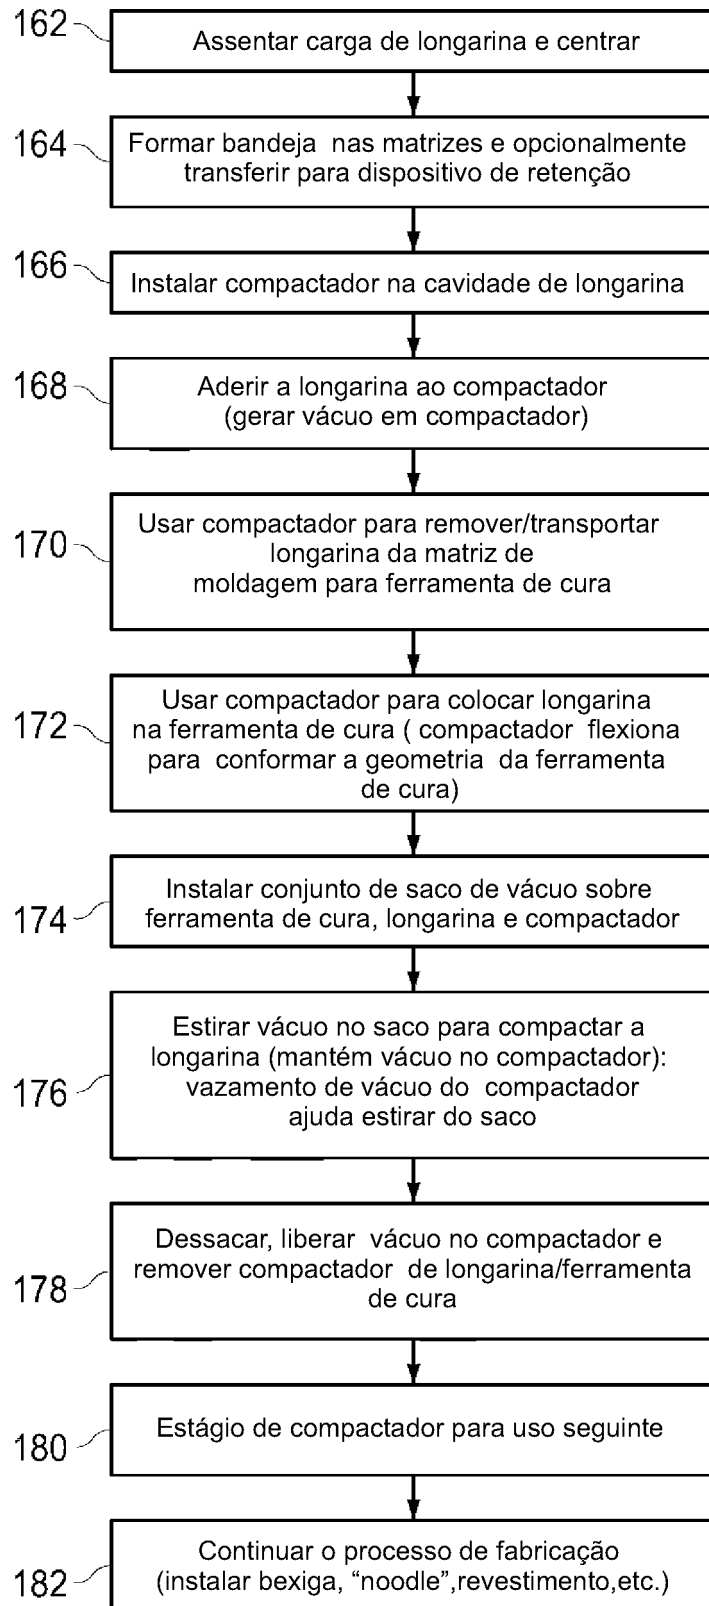 162
Assentar carga de longarina e centrar
164
Formar bandeja nas matrizes e opcionalmente
transferir para dispositivo de retenção
166
Instalar compactador na cavidade de longarina
168
Aderir a longarina ao compactador
(gerar vácuo em compactador)
170
Usar compactador para remover/transportar
longarina da matriz de
moldagem para ferramenta de cura
172
Usar compactador para colocar longarina
na ferramenta de cura ( compactador flexiona
para conformar a geometria da ferramenta
de cura)
174
Instalar conjunto de saco de vácuo sobre
ferramenta de cura, longarina e compactador
176
Estirar vácuo no saco para compactar a
longarina (mantém vácuo no compactador):
vazamento de vácuo do compactador
ajuda estirar do saco
178
Dessacar, liberar vácuo no compactador e
remover compactador de longarina/ferramenta
de cura
180
Estágio de compactador para uso seguinte
182
Continuar o processo de fabricação
(instalar bexiga, “noodle”,revestimento,etc.)